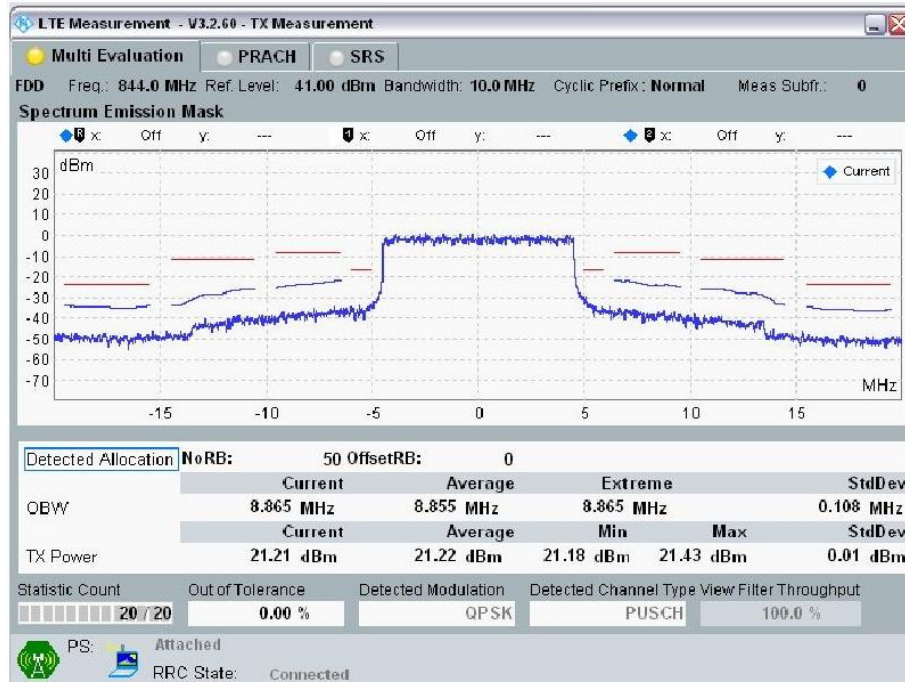 LTE Measurement - V3.2.60 - TX Measurement
Multi Evaluation PRACH SRS
FDD Freq.: 844.0 MHz Ref. Level: 41.00 dBm Bandwidth: 10.0 MHz Cyclic Prefix: Normal Meas Subfr.: 0
Spectrum Emission Mask
R x: Off y: --- 1 x: Off y: --- 2 x: Off y: ---
dBm
Current
30
20
10
0
-10
-20
-30
-40
-50
-60
-70
MHz
-15 -10 -5 0 5 10 15
Detected Allocation NoRB: 50 OffsetRB: 0
Current Average Extreme StdDev
OBW 8.865 MHz 8.855 MHz 8.865 MHz 0.108 MHz
Current Average Min Max StdDev
TX Power 21.21 dBm 21.22 dBm 21.18 dBm 21.43 dBm 0.01 dBm
Statistic Count Out of Tolerance Detected Modulation Detected Channel Type View Filter Throughput
20 / 20 0.00 % QPSK PUSCH 100.0 %
PS: Attached
RRC State: Connected